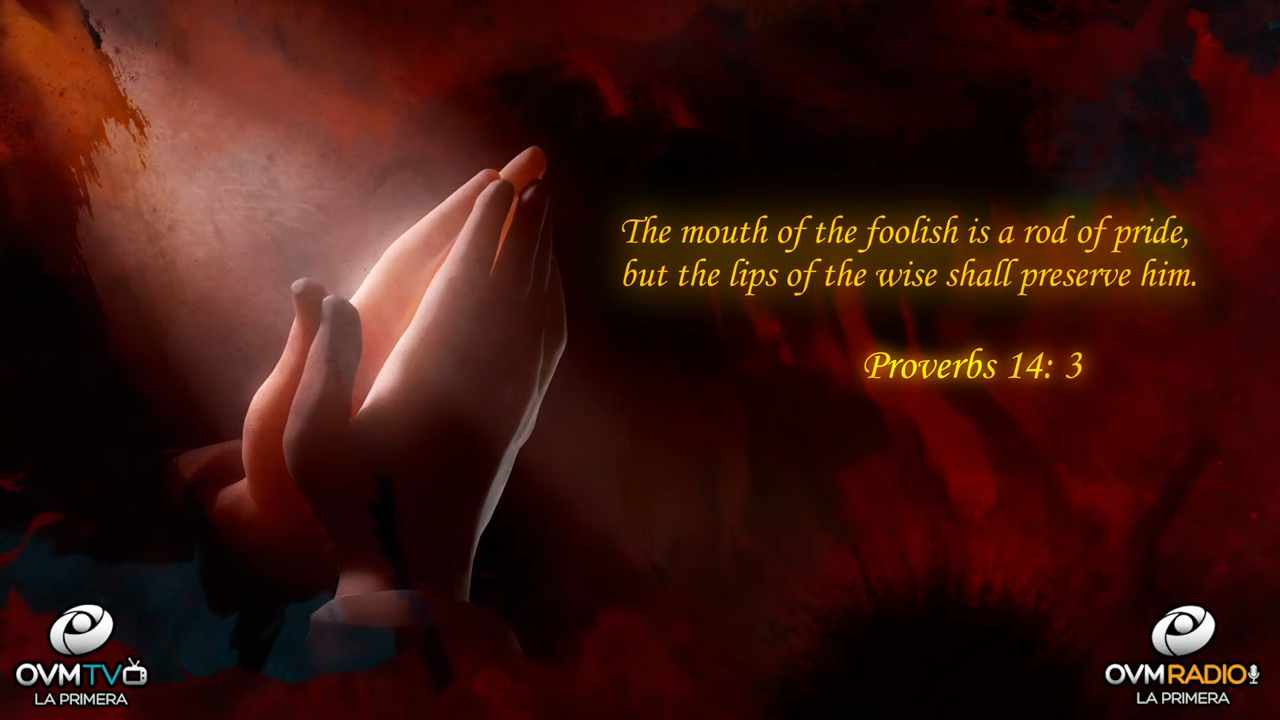 The mouth of the foolish is a rod of pride,
but the lips of the wise shall preserve him.
Proverbs 14: 3
OVMTV
LA PRIMERA
OVMRADIO
LA PRIMERA